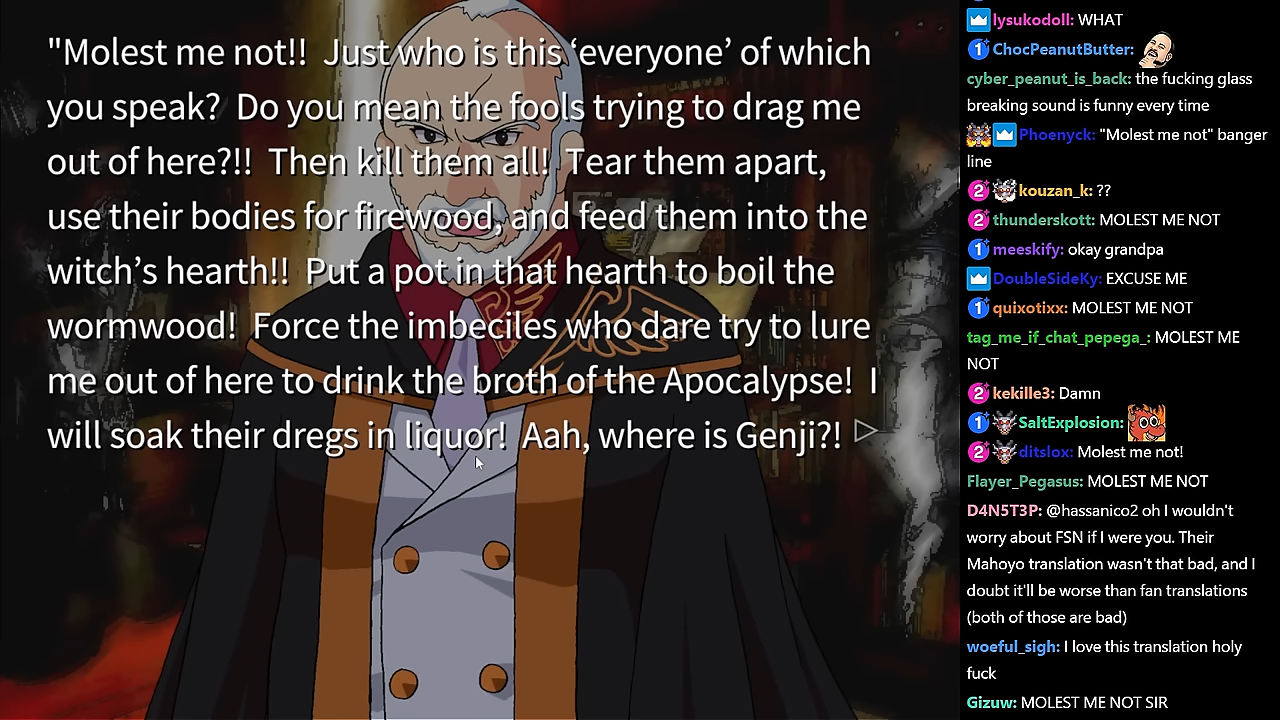 "Molest me not!!  Just who is this ‘everyone’ of which
you speak?  Do you mean the fools trying to drag me
out of here?!!  Then kill them all!  Tear them apart,
use their bodies for firewood, and feed them into the
witch’s hearth!!  Put a pot in that hearth to boil the
wormwood!  Force the imbeciles who dare try to lure
me out of here to drink the broth of the Apocalypse!  I
will soak their dregs in liquor!  Aah, where is Genji?!
lysukodoll: WHAT
1 ChocPeanutButter:
cyber_peanut_is_back: the fucking glass
breaking sound is funny every time
Phoenyck: "Molest me not" banger
line
2 kouzan_k: ??
2 thunderskott: MOLEST ME NOT
1 meeskify: okay grandpa
DoubleSideKy: EXCUSE ME
1 quixotixx: MOLEST ME NOT
tag_me_if_chat_pepega_: MOLEST ME
NOT
2 kekille3: Damn
1 SaltExplosion:
2 ditslox: Molest me not!
Flayer_Pegasus: MOLEST ME NOT
D4N5T3P: @hassanico2 oh I wouldn't
worry about FSN if I were you. Their
Mahoyo translation wasn't that bad, and I
doubt it'll be worse than fan translations
(both of those are bad)
woeful_sigh: I love this translation holy
fuck
Gizuw: MOLEST ME NOT SIR